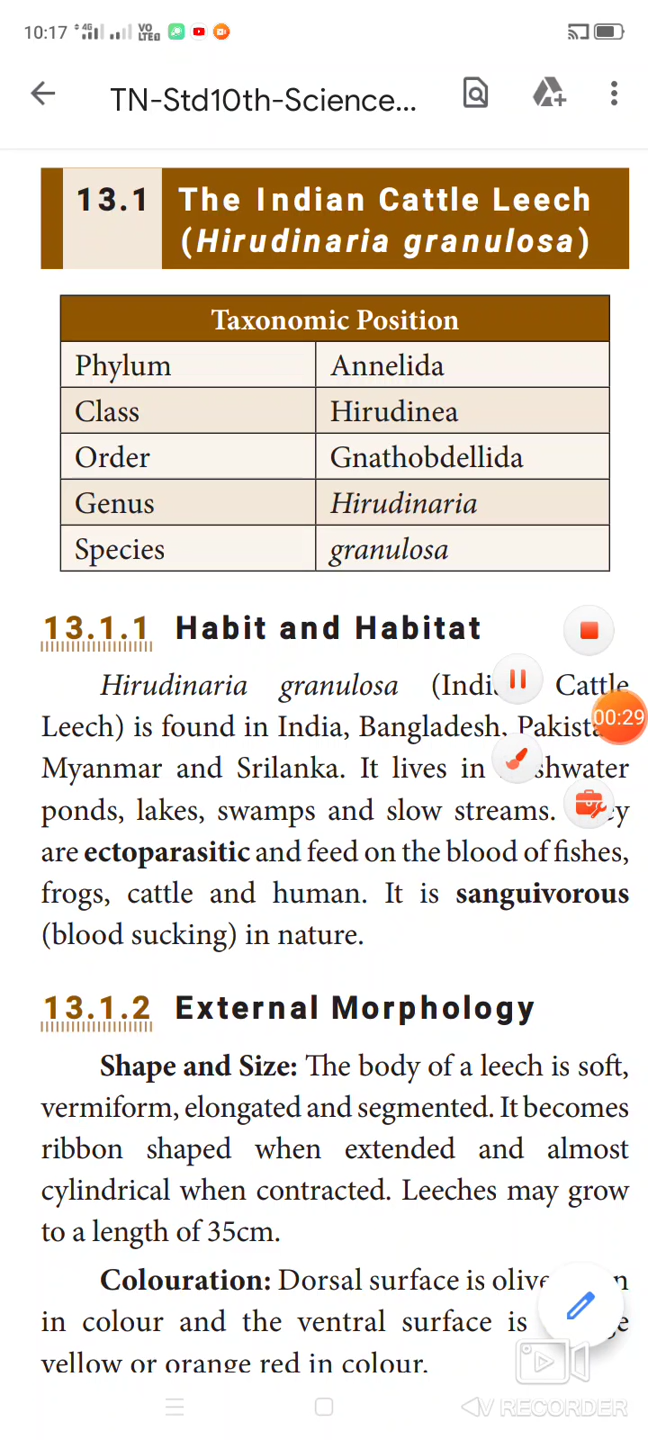 10:17 4G VO LTE
TN-Std10th-Science...
13.1 The Indian Cattle Leech
(Hirudinaria granulosa)
Taxonomic Position
Phylum Annelida
Class Hirudinea
Order Gnathobdellida
Genus Hirudinaria
Species granulosa
13.1.1 Habit and Habitat
Hirudinaria granulosa Cattle
00:29
Leech) is found in India, Bangladesh,
Myanmar and Srilanka. It lives in
ponds, lakes, swamps and slow streams.
are ectoparasitic and feed on the blood of fishes,
frogs, cattle and human. It is sanguivorous
(blood sucking) in nature.
13.1.2 External Morphology
Shape and Size: The body of a leech is soft,
vermiform, elongated and segmented. It becomes
ribbon shaped when extended and almost
cylindrical when contracted. Leeches may grow
to a length of 35cm.
Colouration: Dorsal surface is
in colour and the ventral surface is
yellow or orange red in colour.
V RECORDER